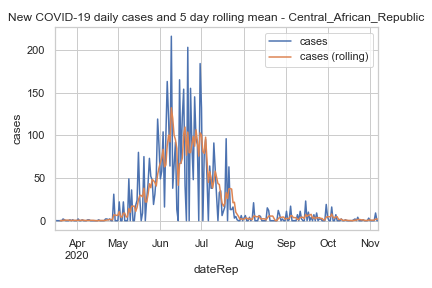 New COVID-19 daily cases and 5 day rolling mean - Central_African_Republic
cases
cases (rolling)
200
150
100
50
0
cases
Apr May Jun Jul Aug Sep Oct Nov
2020
dateRep